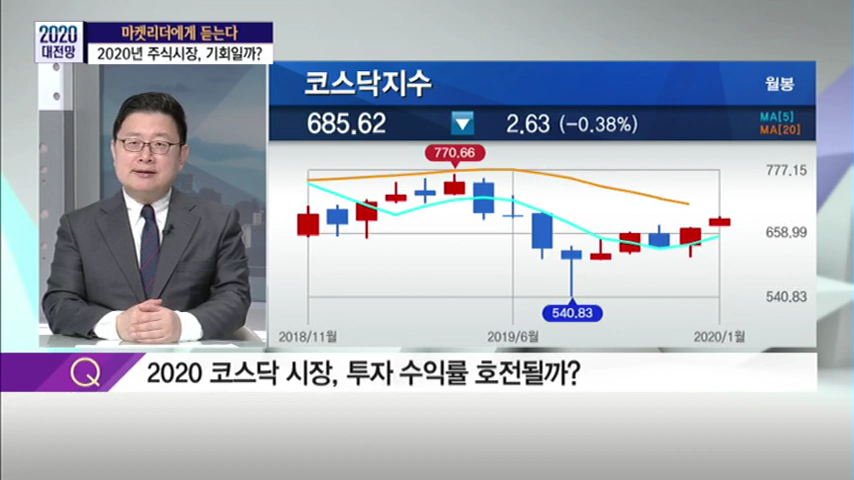 2020
대전망
마켓리더에게 듣는다
2020년 주식시장, 기회일까?
코스닥지수
월봉
685.62 ▼ 2.63 (-0.38%)
MA[5]
MA[20]
770.66
777.15
658.99
540.83
540.83
2018/11월
2019/6월
2020/1월
Q
2020 코스닥 시장, 투자 수익률 호전될까?